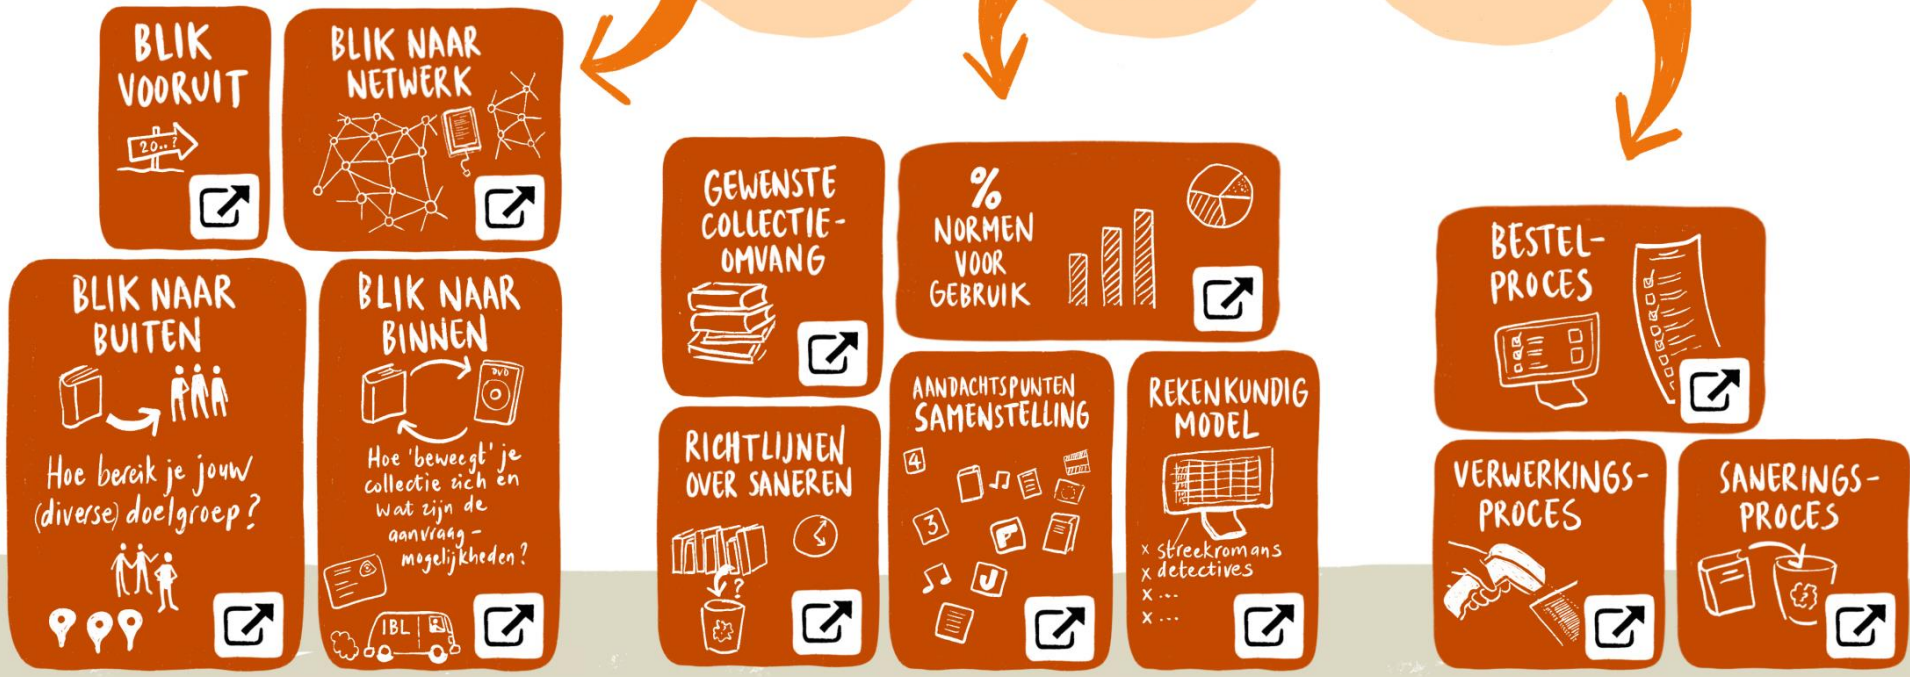 BLIK
VOORUIT
20..?
BLIK NAAR
NETWERK
BLIK NAAR
BUITEN
Hoe bereik je jouw
(diverse) doelgroep?
BLIK NAAR
BINNEN
DVD
Hoe 'beweegt' je
collectie zich en
wat zijn de
aanvraag-
mogelijkheden?
IBL
GEWENSTE
COLLECTIE-
OMVANG
%
NORMEN
VOOR
GEBRUIK
RICHTLIJNEN
OVER SANEREN
?
AANDACHTSPUNTEN
SAMENSTELLING
4
3
P
J
REKENKUNDIG
MODEL
x streekromans
x detectives
x ...
x ...
BESTEL-
PROCES
VERWERKINGS-
PROCES
SANERINGS-
PROCES